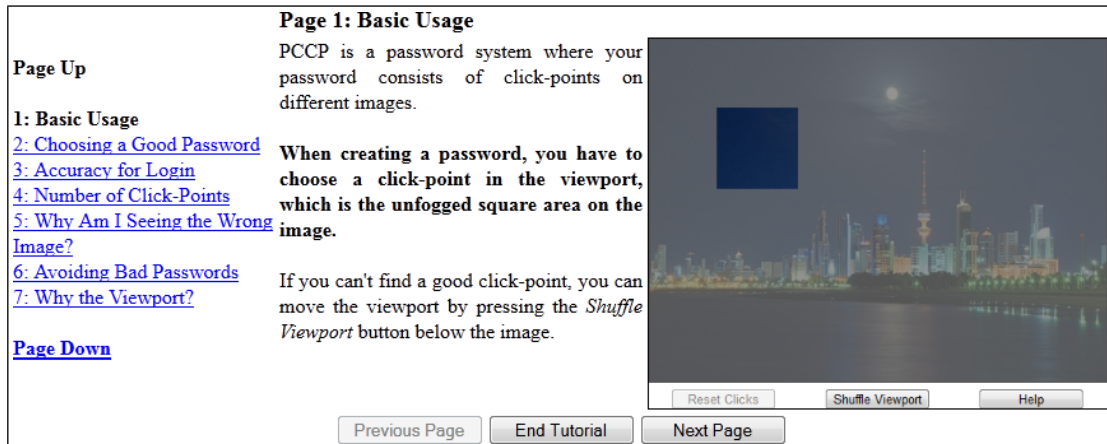 Page Up
1: Basic Usage
2: Choosing a Good Password
3: Accuracy for Login
4: Number of Click-Points
5: Why Am I Seeing the Wrong
Image?
6: Avoiding Bad Passwords
7: Why the Viewport?
Page Down
Page 1: Basic Usage
PCCP is a password system where your
password consists of click-points on
different images.
When creating a password, you have to
choose a click-point in the viewport,
which is the unfogged square area on the
image.
If you can't find a good click-point, you can
move the viewport by pressing the Shuffle
Viewport button below the image.
Reset Clicks
Shuffle Viewport
Help
Previous Page
End Tutorial
Next Page